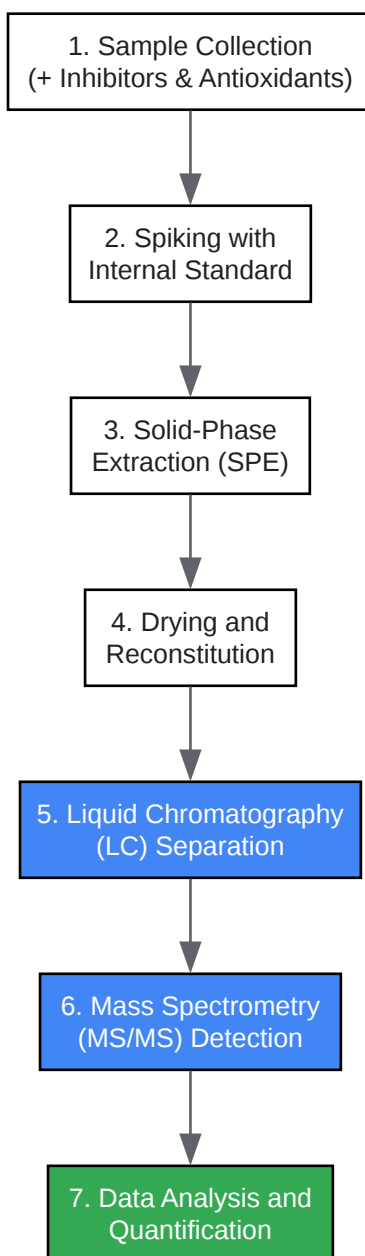 1. Sample Collection
(+ Inhibitors & Antioxidants)
2. Spiking with
Internal Standard
3. Solid-Phase
Extraction (SPE)
4. Drying and
Reconstitution
5. Liquid Chromatography
(LC) Separation
6. Mass Spectrometry
(MS/MS) Detection
7. Data Analysis and
Quantification